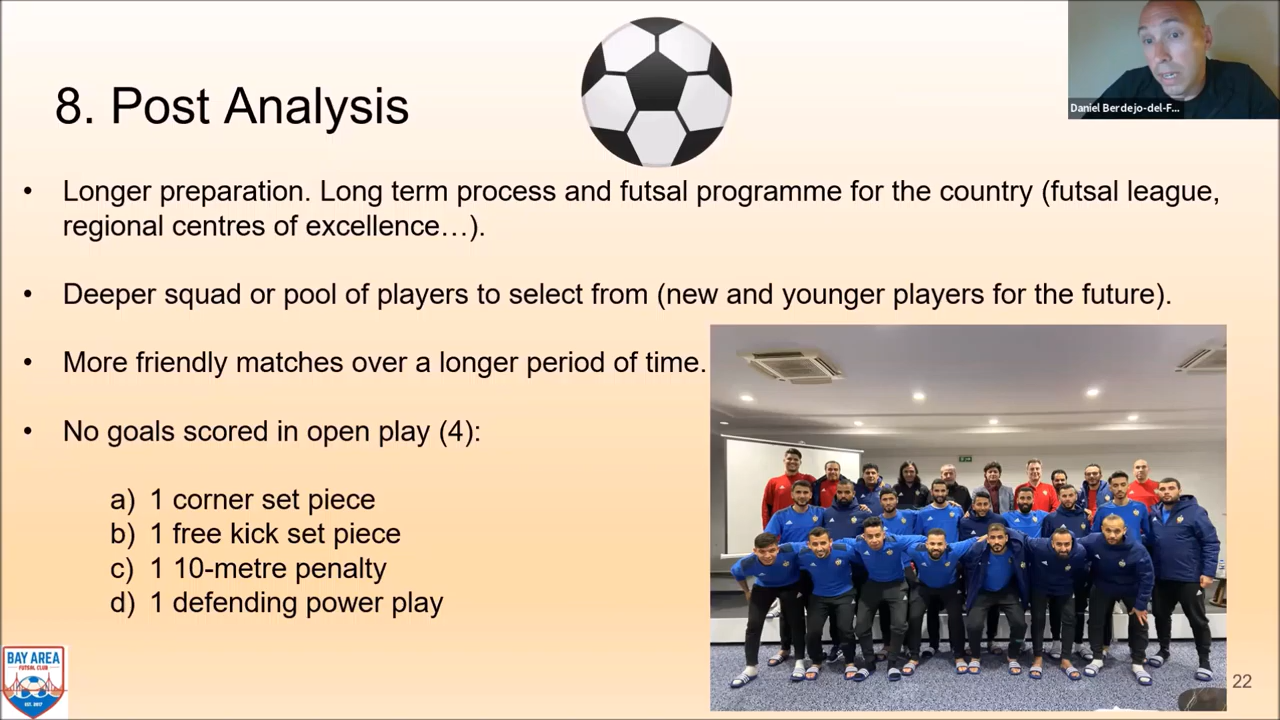 8. Post Analysis
Daniel Berdejo-del-F...
• Longer preparation. Long term process and futsal programme for the country (futsal league,
regional centres of excellence…).
• Deeper squad or pool of players to select from (new and younger players for the future).
• More friendly matches over a longer period of time.
• No goals scored in open play (4):
a) 1 corner set piece
b) 1 free kick set piece
c) 1 10-metre penalty
d) 1 defending power play
BAY AREA
FUTSAL CLUB
EST. 2017
22